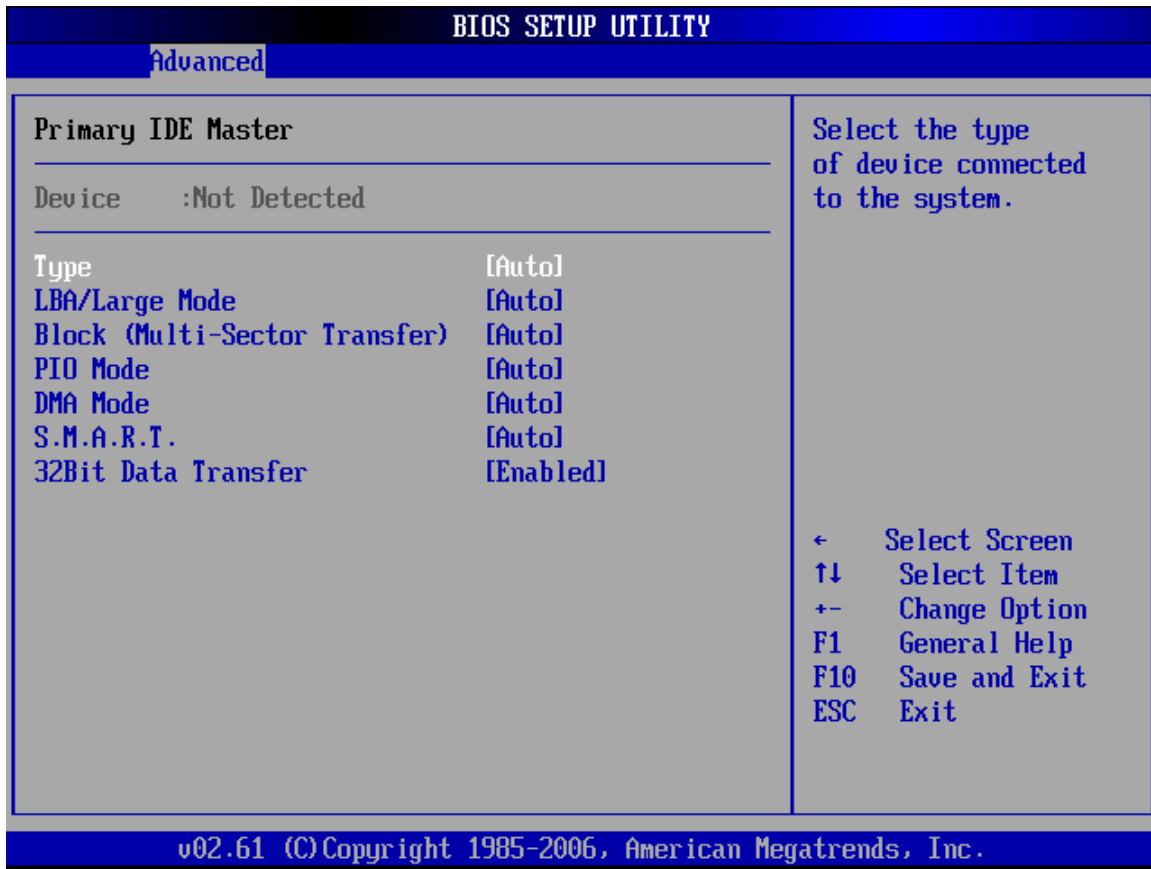 BIOS SETUP UTILITY
Advanced
Primary IDE Master
Device :Not Detected
Type [Auto]
LBA/Large Mode [Auto]
Block (Multi-Sector Transfer) [Auto]
PIO Mode [Auto]
DMA Mode [Auto]
S.M.A.R.T. [Auto]
32Bit Data Transfer [Enabled]
Select the type
of device connected
to the system.
← Select Screen
↑↓ Select Item
+- Change Option
F1 General Help
F10 Save and Exit
ESC Exit
v02.61 (C)Copyright 1985-2006, American Megatrends, Inc.